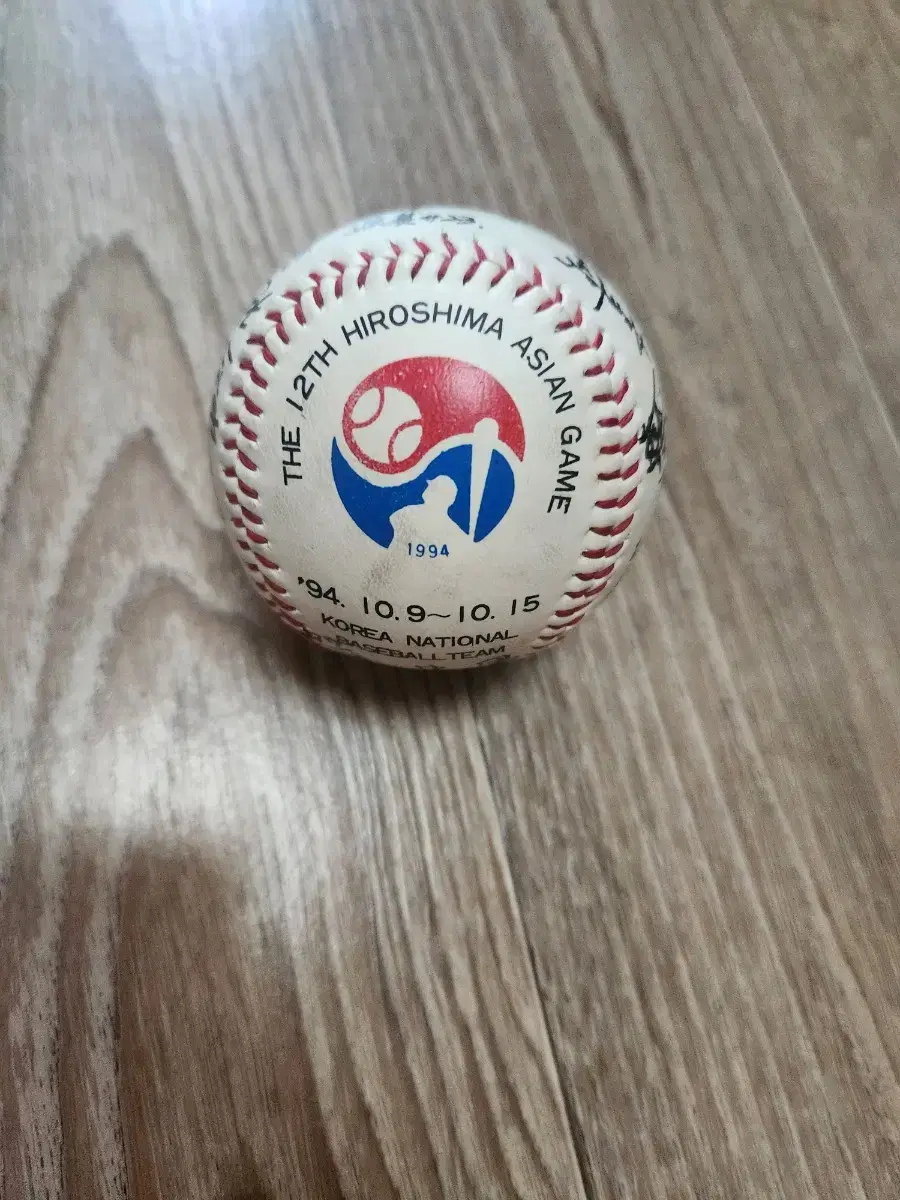 THE 12TH HIROSHIMA ASIAN GAME
1994
'94. 10.9~10. 15
KOREA NATIONAL
BASEBALL TEAM